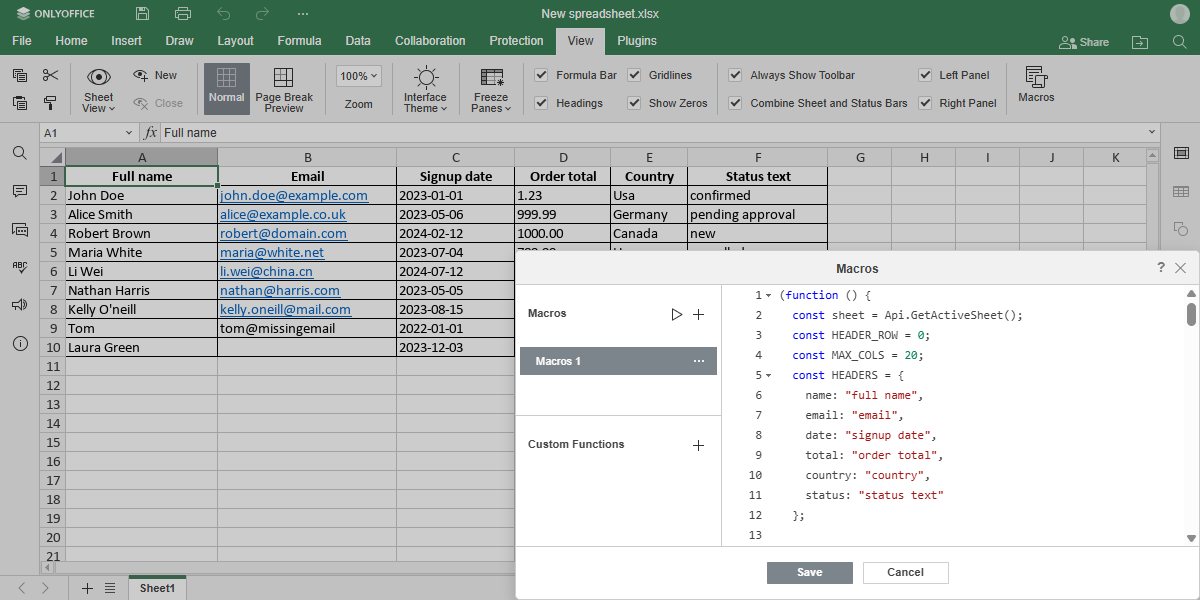 ONLYOFFICE New spreadsheet.xlsx
File Home Insert Draw Layout Formula Data Collaboration Protection View Plugins Share
Sheet View New Close Normal Page Break Preview 100% Zoom Interface Theme Freeze Panes Formula Bar Headings Gridlines Show Zeros Always Show Toolbar Combine Sheet and Status Bars Left Panel Right Panel Macros
A1 fx Full name
A B C D E F G H I J K
1 Full name Email Signup date Order total Country Status text
2 John Doe john.doe@example.com 2023-01-01 1.23 Usa confirmed
3 Alice Smith alice@example.co.uk 2023-05-06 999.99 Germany pending approval
4 Robert Brown robert@domain.com 2024-02-12 1000.00 Canada new
5 Maria White maria@white.net 2023-07-04
6 Li Wei li.wei@china.cn 2024-07-12
7 Nathan Harris nathan@harris.com 2023-05-05
8 Kelly O'neill kelly.oneill@mail.com 2023-08-15
9 Tom tom@missingemail 2022-01-01
10 Laura Green 2023-12-03
11
12
13
14
15
16
17
18
19
20
21
Sheet1
Macros ?
Macros
Macros 1 ...
Custom Functions
1 (function () {
2 const sheet = Api.GetActiveSheet();
3 const HEADER_ROW = 0;
4 const MAX_COLS = 20;
5 const HEADERS = {
6 name: "full name",
7 email: "email",
8 date: "signup date",
9 total: "order total",
10 country: "country",
11 status: "status text"
12 };
13
Save Cancel